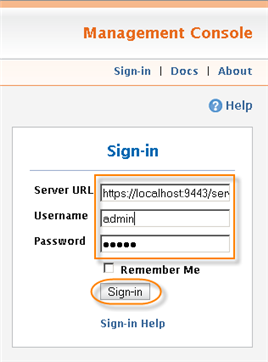 Management Console
Sign-in | Docs | About
Help
Sign-in
Server URL https://localhost:9443/serv
Username admin
Password •••••
Remember Me
Sign-in
Sign-in Help